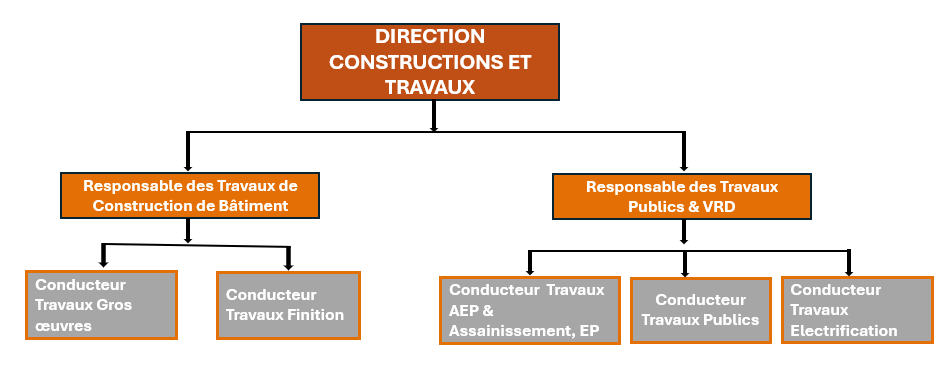 DIRECTION
CONSTRUCTIONS ET
TRAVAUX
Responsable des Travaux de
Construction de Bâtiment
Responsable des Travaux
Publics & VRD
Conducteur
Travaux Gros
œuvres
Conducteur
Travaux Finition
Conducteur Travaux
AEP &
Assainissement, EP
Conducteur
Travaux Publics
Conducteur
Travaux
Electrification